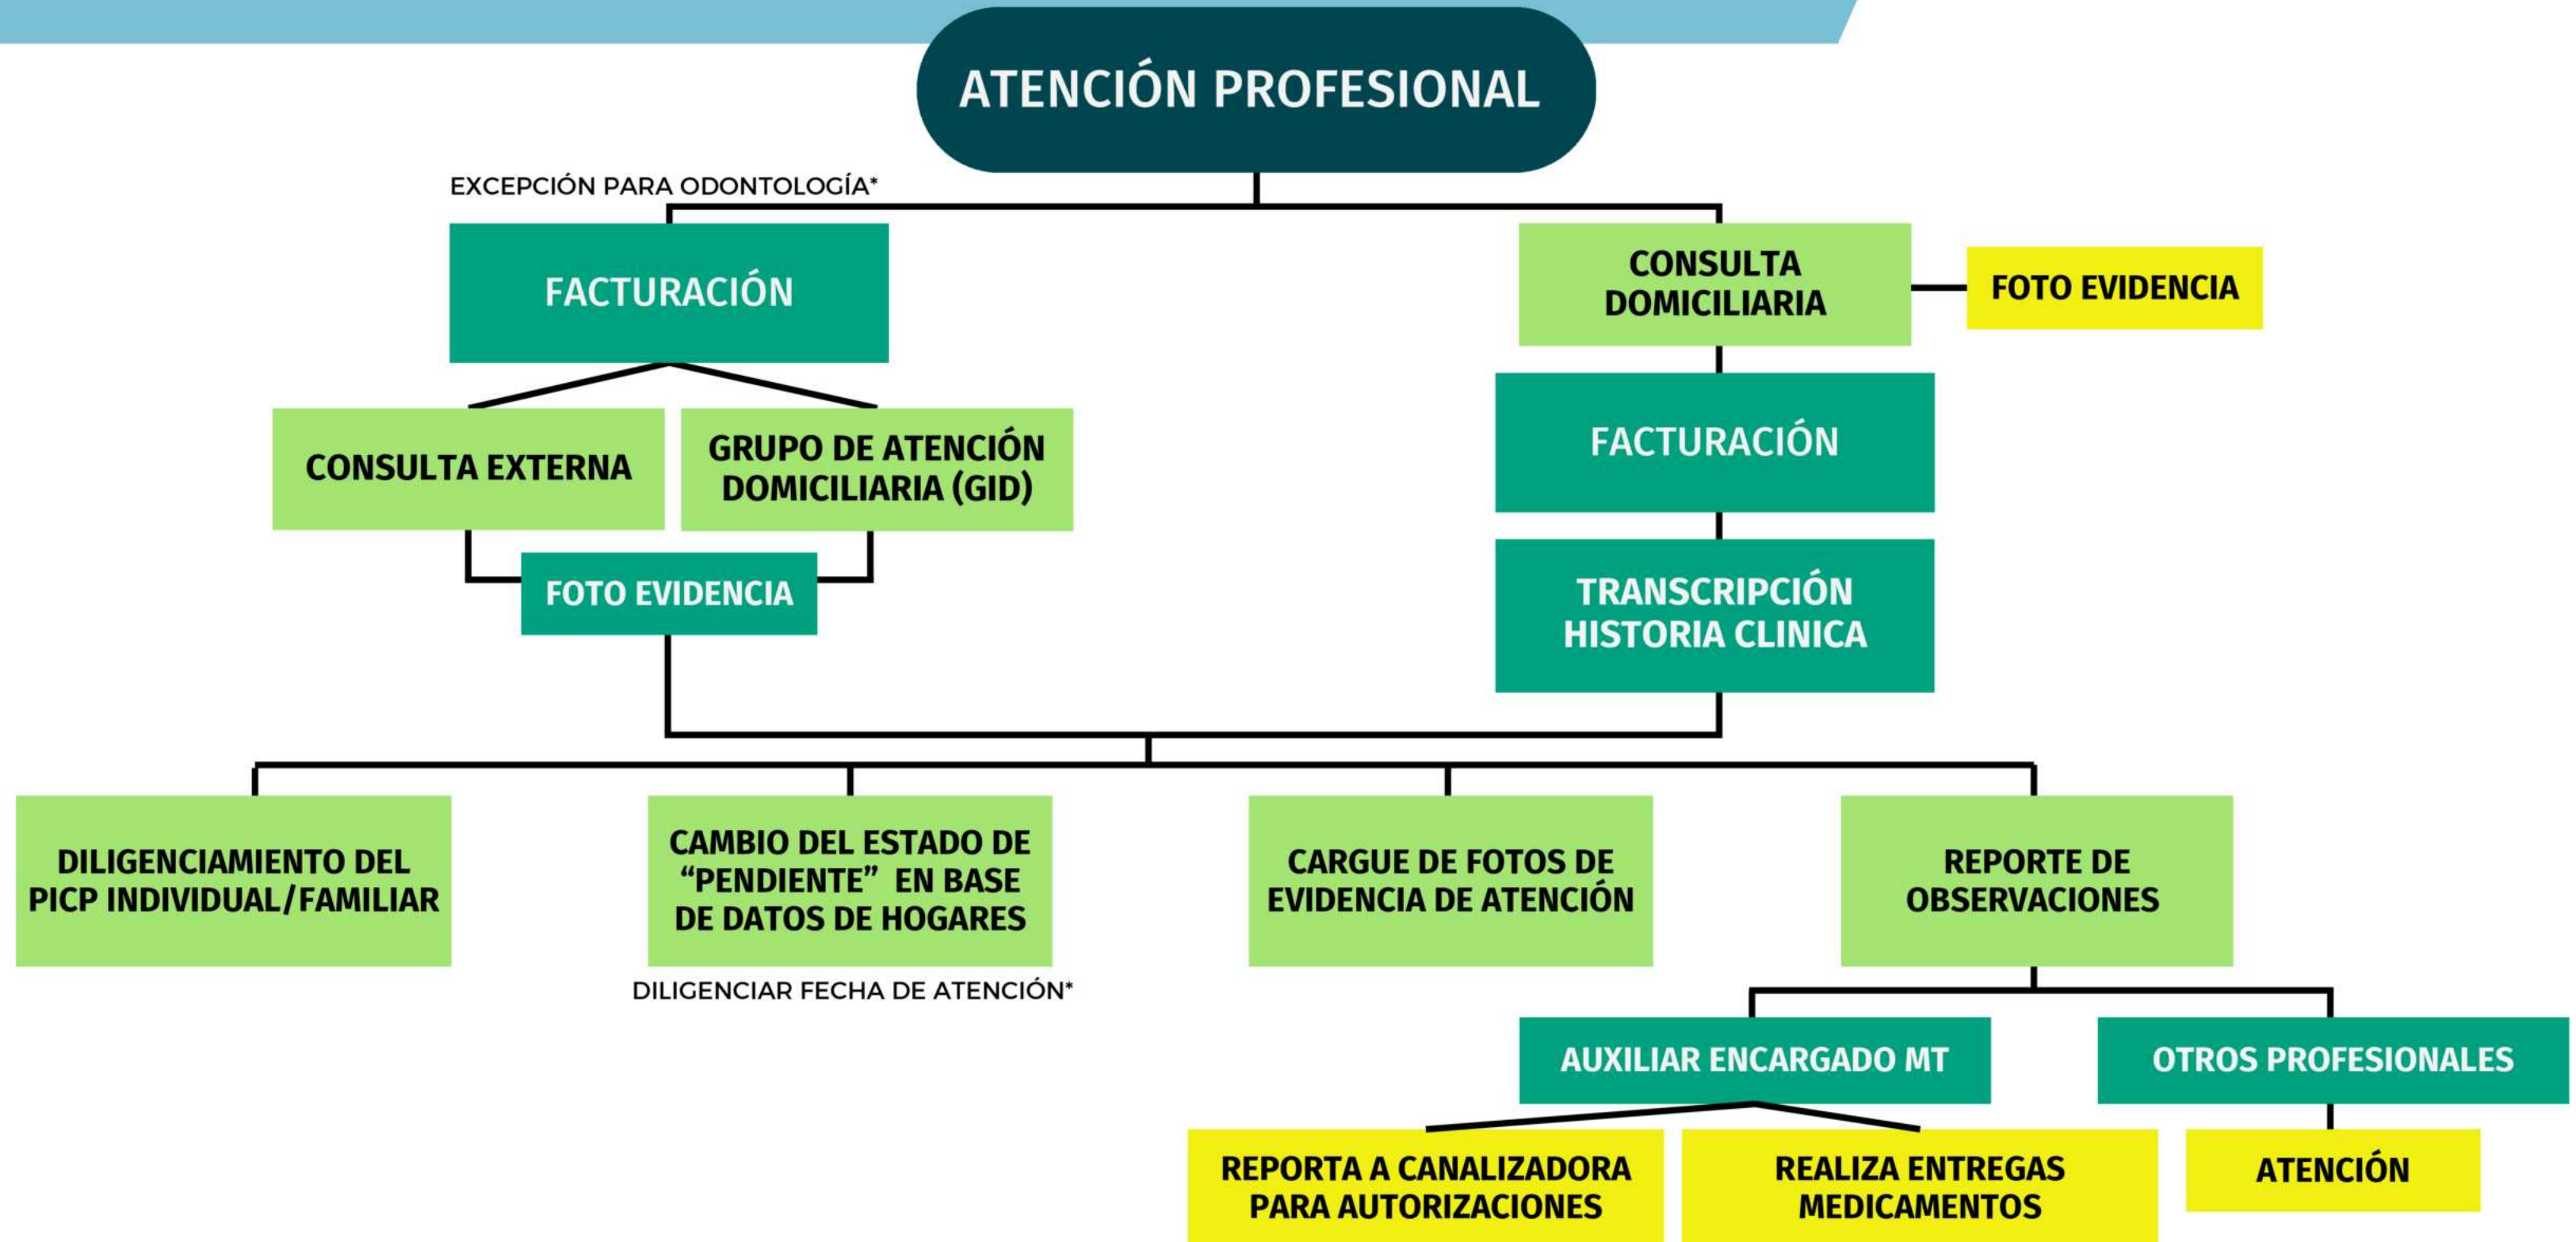 ATENCIÓN PROFESIONAL
EXCEPCIÓN PARA ODONTOLOGÍA*
FACTURACIÓN
CONSULTA
DOMICILIARIA
FOTO EVIDENCIA
CONSULTA EXTERNA
GRUPO DE ATENCIÓN
DOMICILIARIA (GID)
FACTURACIÓN
FOTO EVIDENCIA
TRANSCRIPCIÓN
HISTORIA CLINICA
DILIGENCIAMIENTO DEL
PICP INDIVIDUAL/FAMILIAR
CAMBIO DEL ESTADO DE
“PENDIENTE” EN BASE
DE DATOS DE HOGARES
DILIGENCIAR FECHA DE ATENCIÓN*
CARGUE DE FOTOS DE
EVIDENCIA DE ATENCIÓN
REPORTE DE
OBSERVACIONES
AUXILIAR ENCARGADO MT
OTROS PROFESIONALES
REPORTA A CANALIZADORA
PARA AUTORIZACIONES
REALIZA ENTREGAS
MEDICAMENTOS
ATENCIÓN